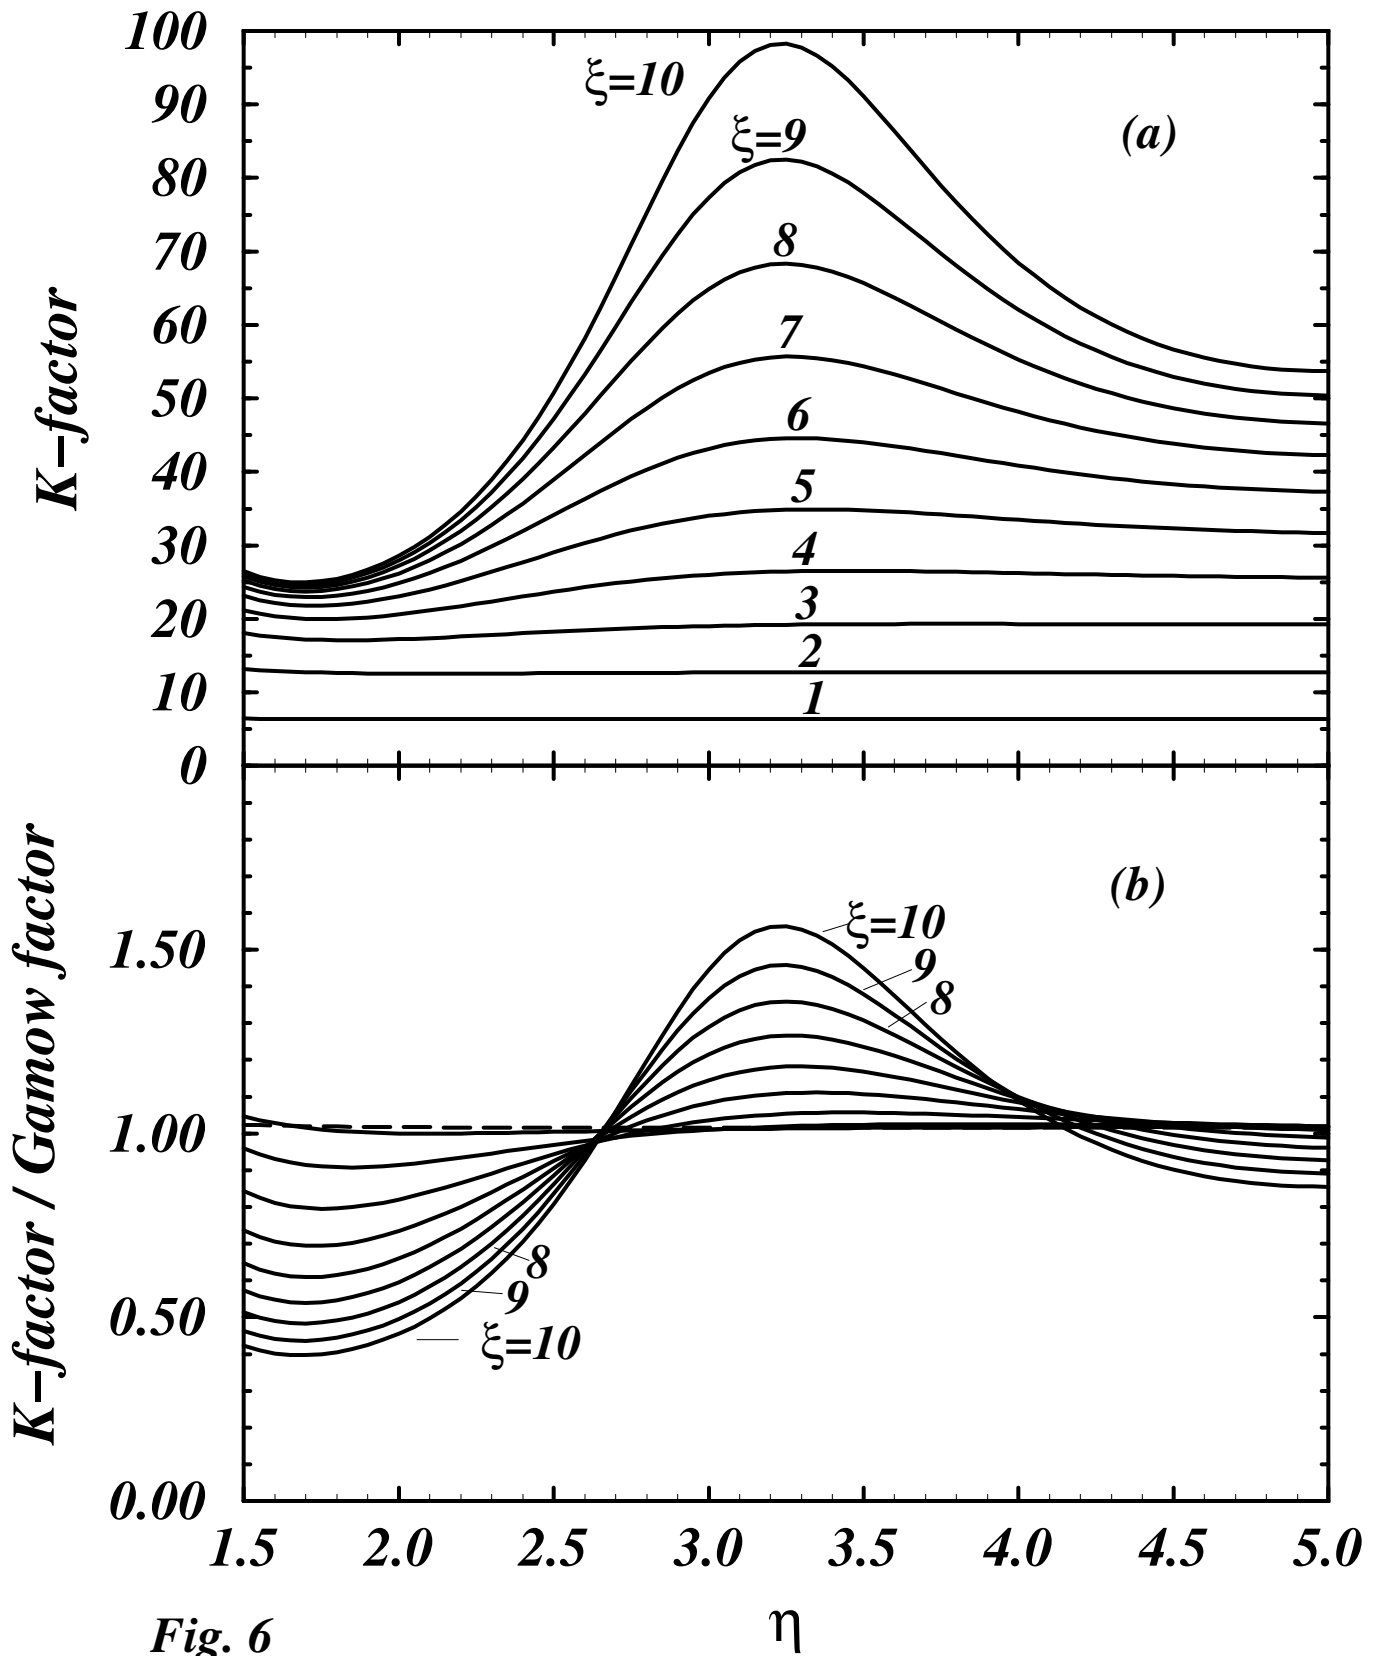 100
90
80
70
60
50
40
30
20
10
0
K–factor
(a)
ξ=10
ξ=9
8
7
6
5
4
3
2
1
K–factor / Gamow factor
(b)
1.50
1.00
0.50
0.00
ξ=10
9
8
8
9
ξ=10
1.5 2.0 2.5 3.0 3.5 4.0 4.5 5.0
η
Fig. 6